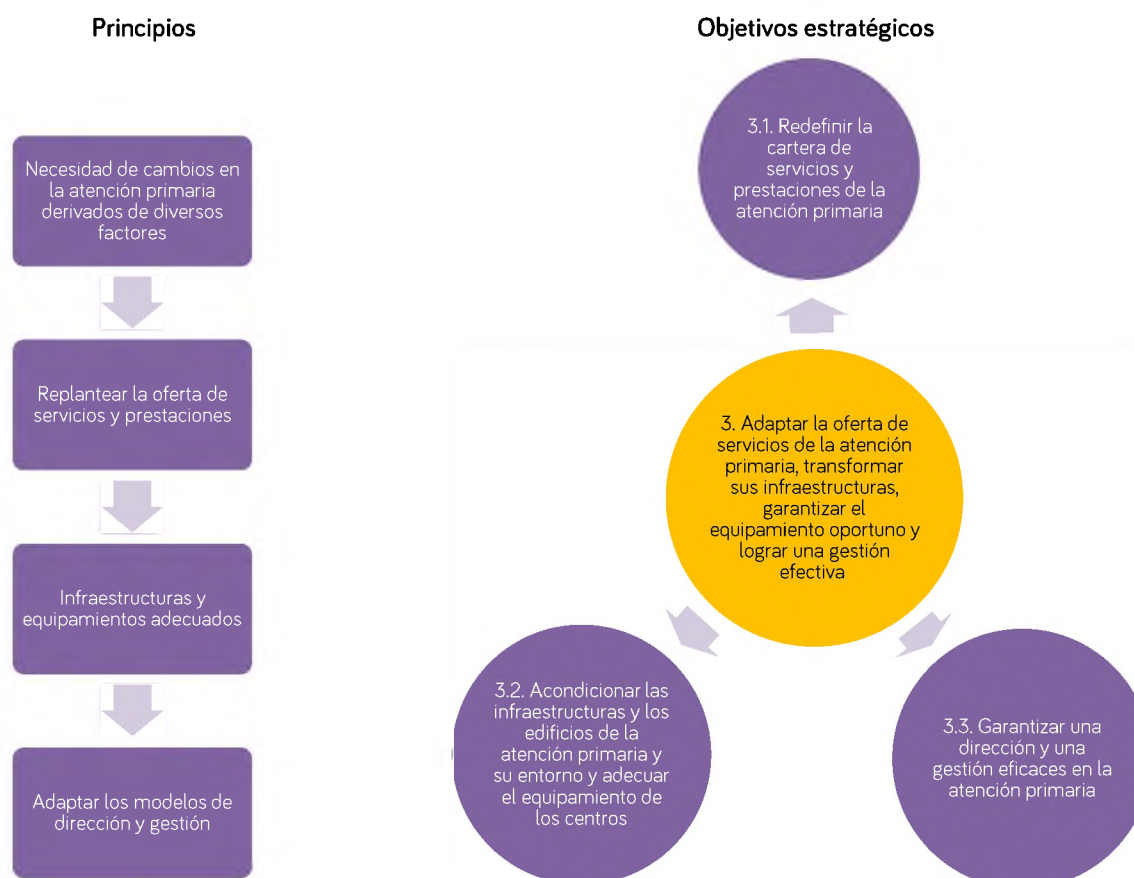 Principios
Necesidad de cambios en
la atención primaria
derivados de diversos
factores
Replantear la oferta de
servicios y prestaciones
Infraestructuras y
equipamientos adecuados
Adaptar los modelos de
dirección y gestión
Objetivos estratégicos
3.1. Redefinir la
cartera de
servicios y
prestaciones de la
atención primaria
3. Adaptar la oferta de
servicios de la atención
primaria, transformar
sus infraestructuras,
garantizar el
equipamiento oportuno y
lograr una gestión
efectiva
3.2. Acondicionar las
infraestructuras y los
edificios de la
atención primaria y
su entorno y adecuar
el equipamiento de
los centros
3.3. Garantizar una
dirección y una
gestión eficaces en la
atención primaria